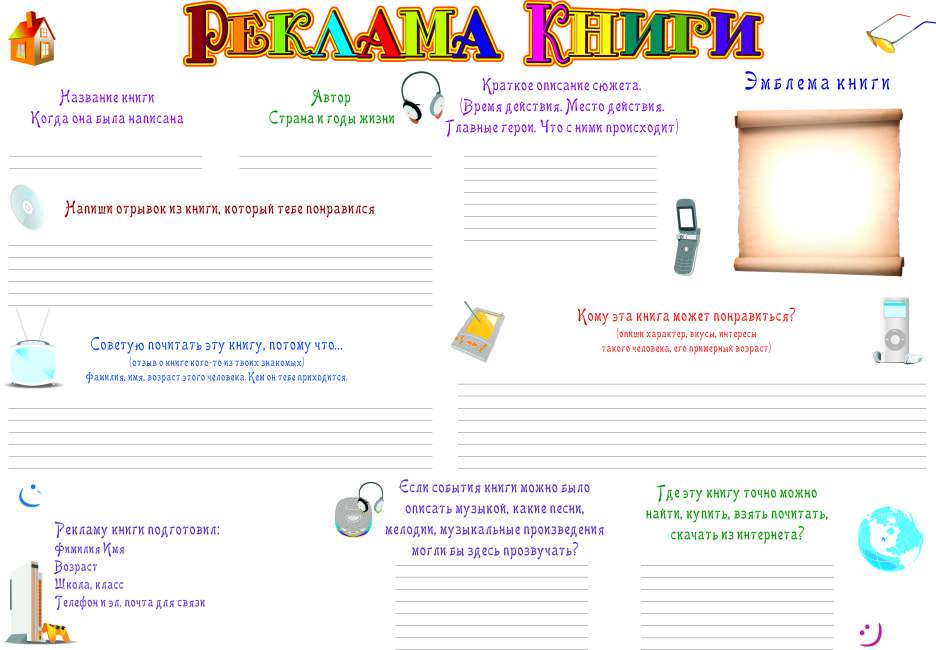 Реклама Книги
Название книги
Когда она была написана
Автор
Страна и годы жизни
Краткое описание сюжета.
(Время действия. Место действия.
Главные герои. Что с ними происходит)
Эмблема книги
Напиши отрывок из книги, который тебе понравился
Советую почитать эту книгу, потому что...
(отзыв о книге кого-то из твоих знакомых)
Фамилия, имя, возраст этого человека. Кем он тебе приходится.
Кому эта книга может понравиться?
(опиши характер, вкусы, интересы
такого человека, его примерный возраст)
Рекламу книги подготовил:
Фимилия Имя
Возраст
Школа, класс
Телефон и эл. почта для связи
Если события книги можно было
описать музыкой, какие песни,
мелодии, музыкальные произведения
могли бы здесь прозвучать?
Где эту книгу точно можно
найти, купить, взять почитать,
скачать из интернета?